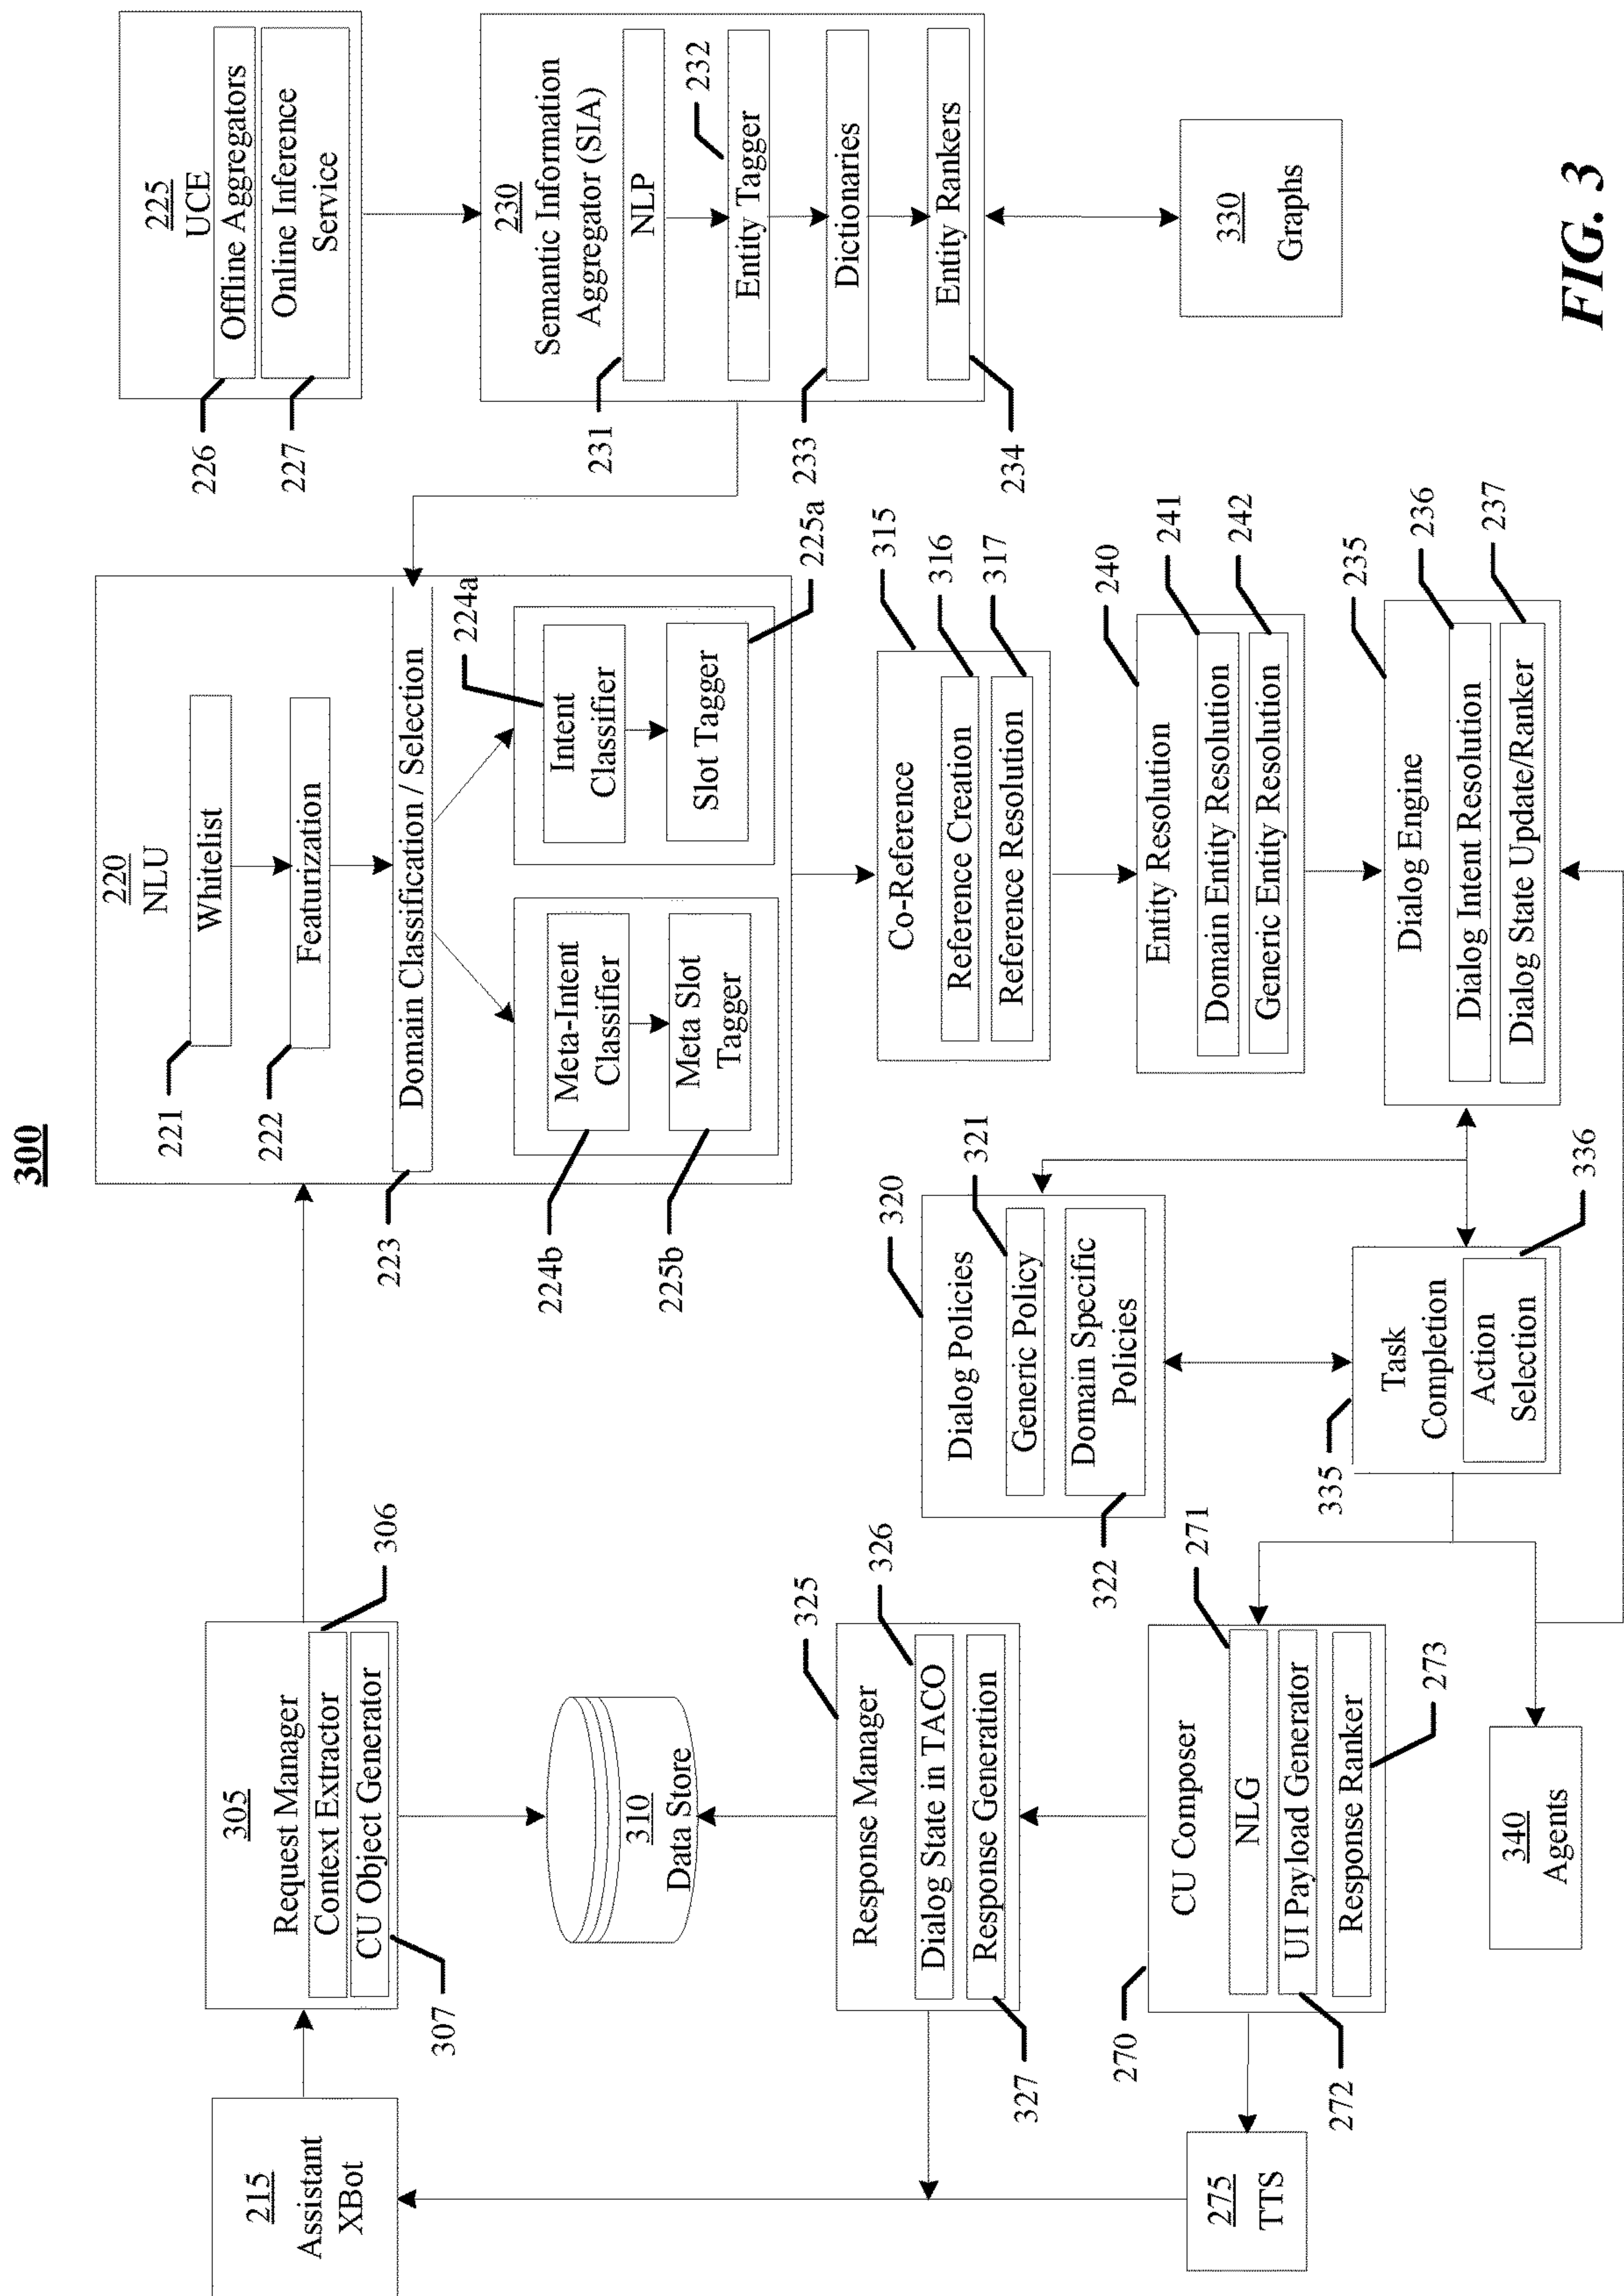 300
215
Assistant
XBot
305
Request Manager
Context Extractor
CU Object Generator
306
307
310
Data Store
220
NLU
Whitelist
221
Featurization
222
Domain Classification / Selection
223
Meta-Intent
Classifier
224b
Meta Slot
Tagger
225b
Intent
Classifier
224a
Slot Tagger
225a
225
UCE
Offline Aggregators
226
Online Inference
Service
227
230
Semantic Information
Aggregator (SIA)
NLP
231
Entity Tagger
232
Dictionaries
233
Entity Rankers
234
330
Graphs
Co-Reference
315
Reference Creation
316
Reference Resolution
317
Entity Resolution
240
Domain Entity Resolution
241
Generic Entity Resolution
242
Dialog Engine
235
Dialog Intent Resolution
236
Dialog State Update/Ranker
237
Dialog Policies
320
Generic Policy
321
Domain Specific
Policies
322
Task
Completion
335
Action
Selection
336
Response Manager
325
Dialog State in TACO
326
Response Generation
327
CU Composer
270
NLG
271
UI Payload Generator
272
Response Ranker
273
275
TTS
340
Agents
FIG. 3